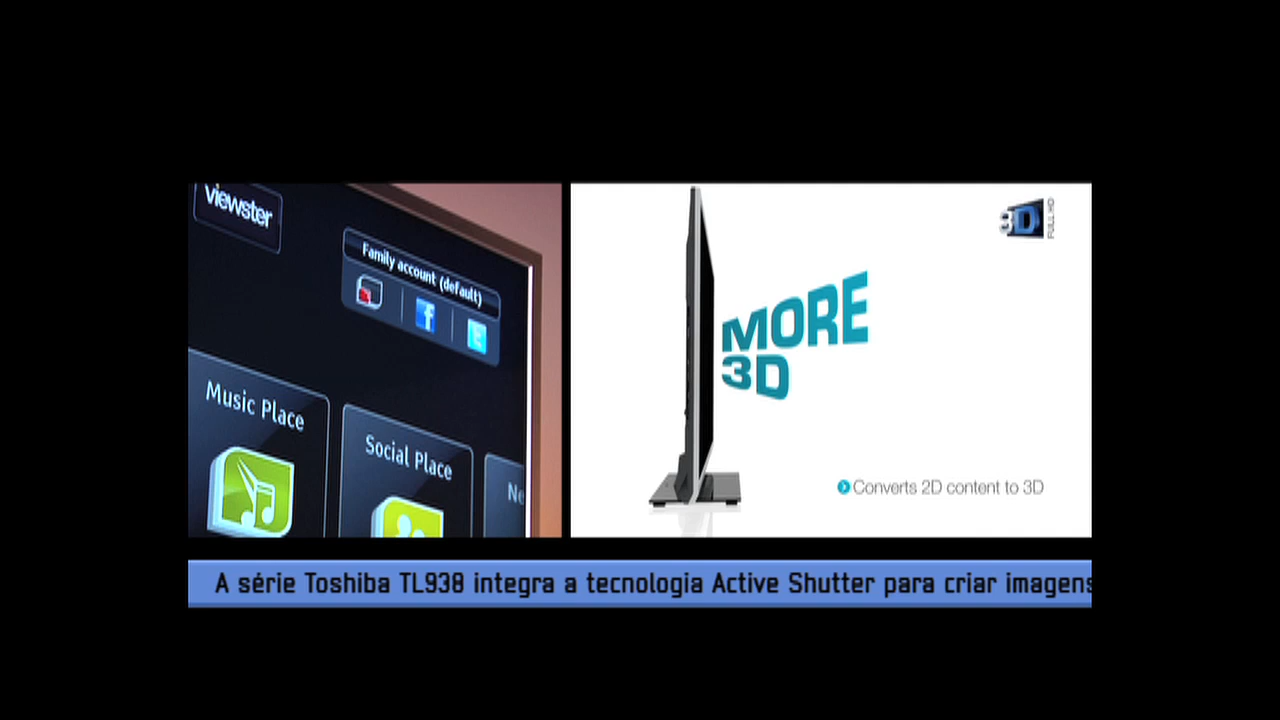 viewster
Family account (default)
Music Place
Social Place
3D
FULL HD
MORE
3D
Converts 2D content to 3D
A série Toshiba TL938 integra a tecnologia Active Shutter para criar imagens